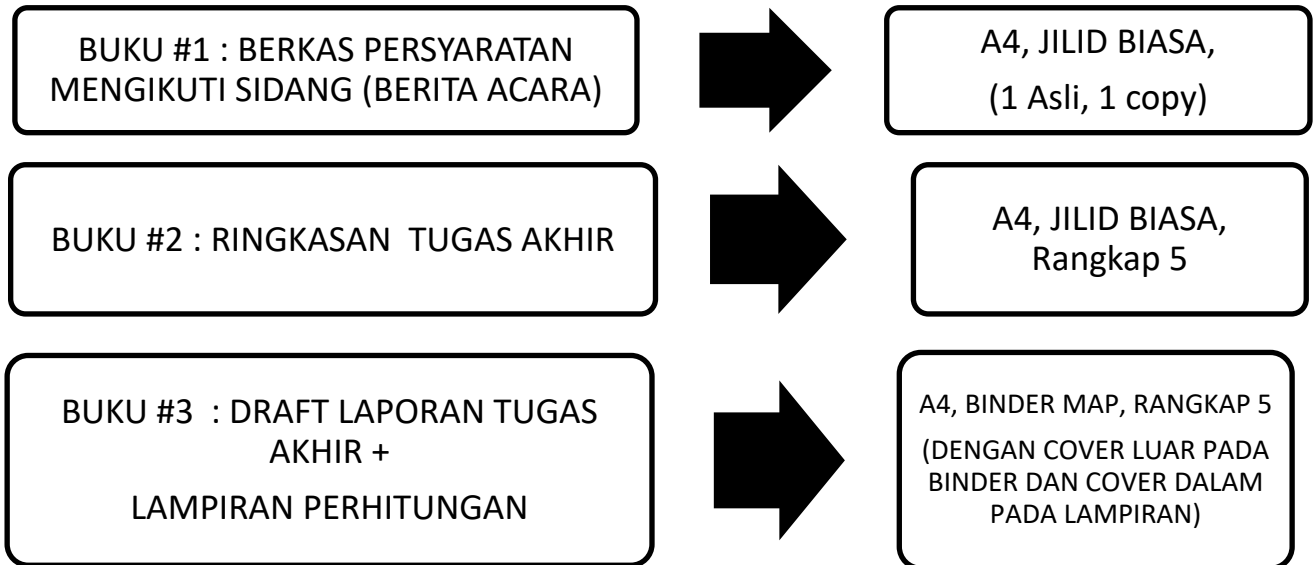 BUKU #1 : BERKAS PERSYARATAN
MENGIKUTI SIDANG (BERITA ACARA)
A4, JILID BIASA,
(1 Asli, 1 copy)
BUKU #2 : RINGKASAN TUGAS AKHIR
A4, JILID BIASA,
Rangkap 5
BUKU #3 : DRAFT LAPORAN TUGAS
AKHIR +
LAMPIRAN PERHITUNGAN
A4, BINDER MAP, RANGKAP 5
(DENGAN COVER LUAR PADA
BINDER DAN COVER DALAM
PADA LAMPIRAN)